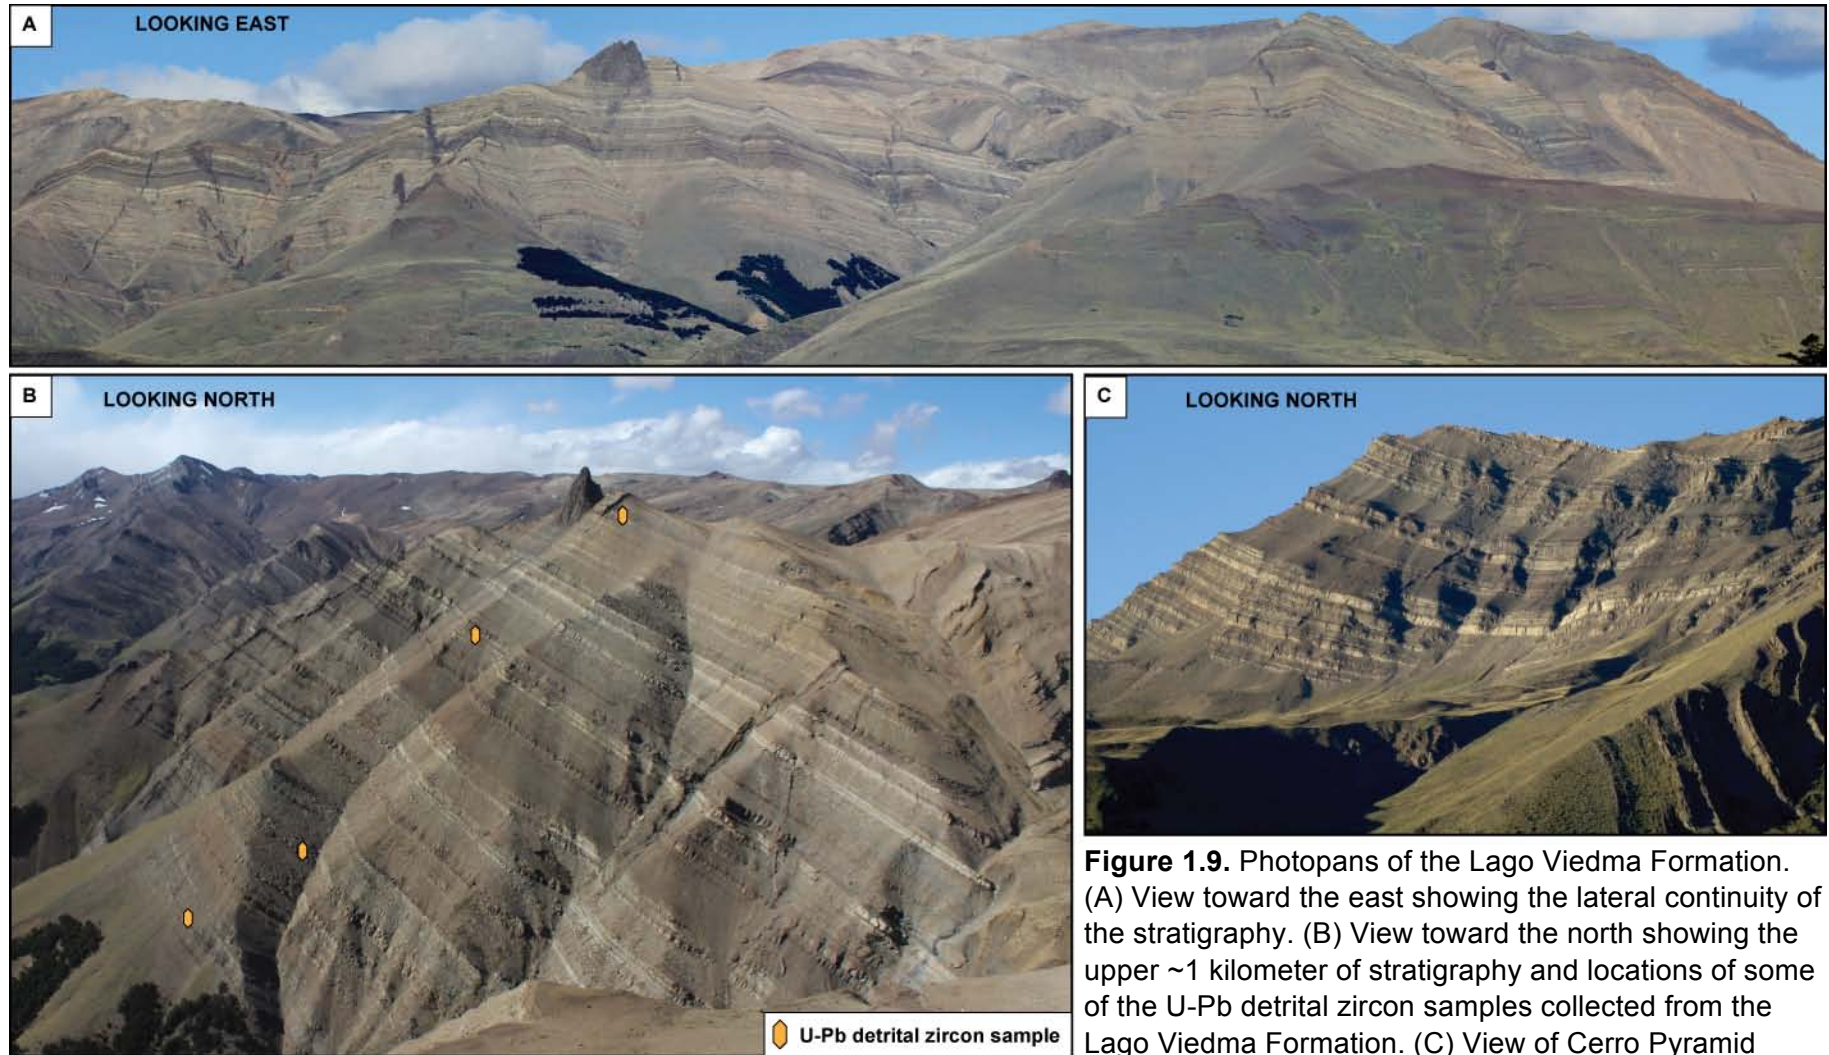 A
LOOKING EAST
B
LOOKING NORTH
C
LOOKING NORTH
U-Pb detrital zircon sample
Figure 1.9. Photopans of the Lago Viedma Formation.
(A) View toward the east showing the lateral continuity of
the stratigraphy. (B) View toward the north showing the
upper ~1 kilometer of stratigraphy and locations of some
of the U-Pb detrital zircon samples collected from the
Lago Viedma Formation. (C) View of Cerro Pyramid